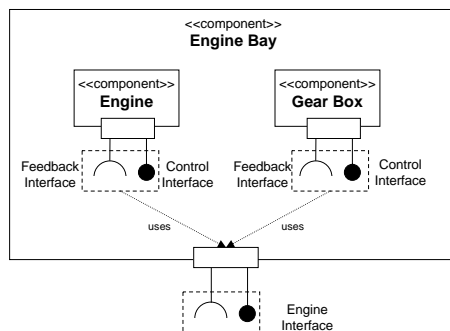 <<component>>
Engine Bay
<<component>>
Engine
<<component>>
Gear Box
Feedback
Interface
Control
Interface
Feedback
Interface
Control
Interface
uses
uses
Engine
Interface